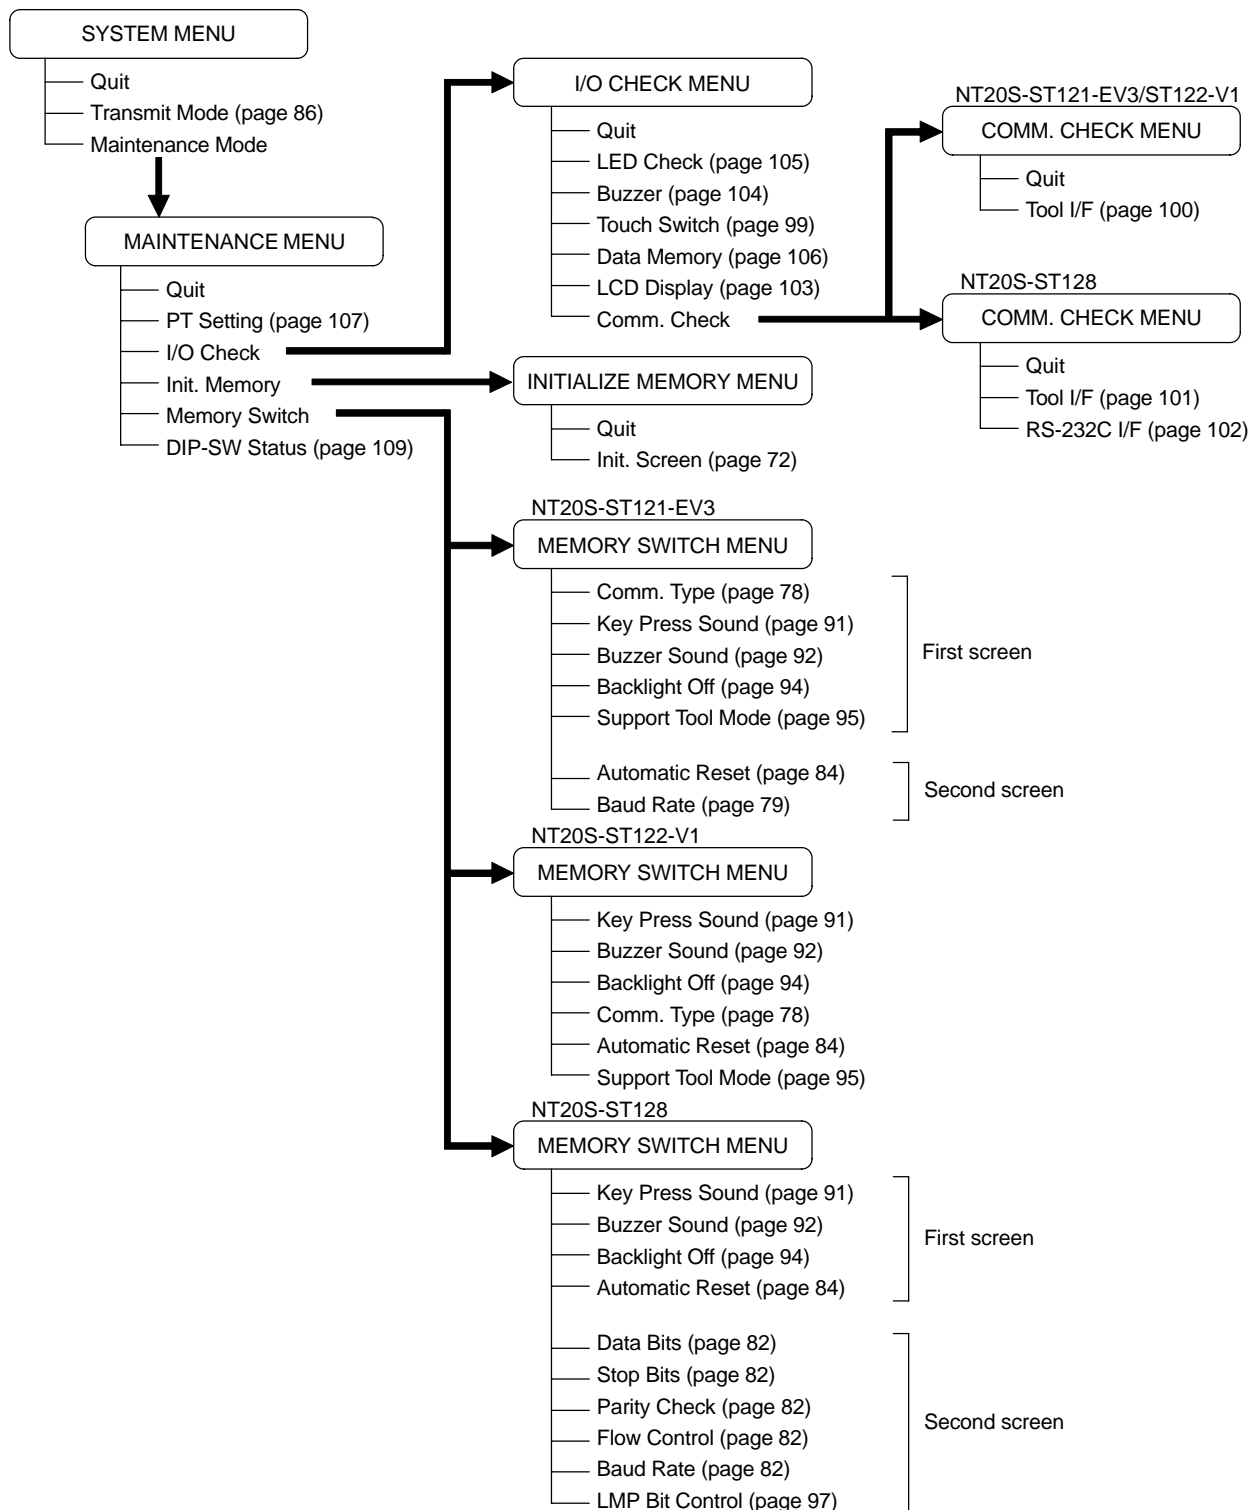 SYSTEM MENU
Quit
Transmit Mode (page 86)
Maintenance Mode
MAINTENANCE MENU
Quit
PT Setting (page 107)
I/O Check
Init. Memory
Memory Switch
DIP-SW Status (page 109)
I/O CHECK MENU
Quit
LED Check (page 105)
Buzzer (page 104)
Touch Switch (page 99)
Data Memory (page 106)
LCD Display (page 103)
Comm. Check
NT20S-ST121-EV3/ST122-V1
COMM. CHECK MENU
Quit
Tool I/F (page 100)
NT20S-ST128
COMM. CHECK MENU
Quit
Tool I/F (page 101)
RS-232C I/F (page 102)
INITIALIZE MEMORY MENU
Quit
Init. Screen (page 72)
NT20S-ST121-EV3
MEMORY SWITCH MENU
Comm. Type (page 78)
Key Press Sound (page 91)
Buzzer Sound (page 92)
Backlight Off (page 94)
Support Tool Mode (page 95)
First screen
Automatic Reset (page 84)
Baud Rate (page 79)
Second screen
NT20S-ST122-V1
MEMORY SWITCH MENU
Key Press Sound (page 91)
Buzzer Sound (page 92)
Backlight Off (page 94)
Comm. Type (page 78)
Automatic Reset (page 84)
Support Tool Mode (page 95)
NT20S-ST128
MEMORY SWITCH MENU
Key Press Sound (page 91)
Buzzer Sound (page 92)
Backlight Off (page 94)
Automatic Reset (page 84)
First screen
Data Bits (page 82)
Stop Bits (page 82)
Parity Check (page 82)
Flow Control (page 82)
Baud Rate (page 82)
LMP Bit Control (page 97)
Second screen